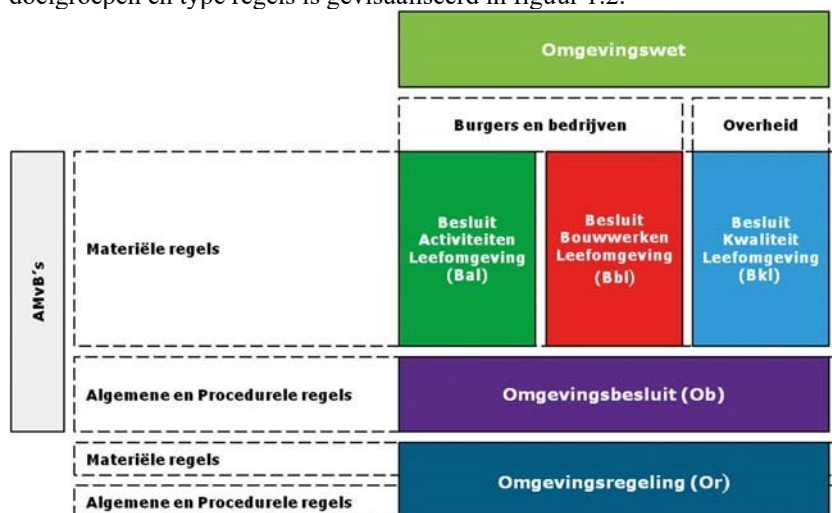 doelgroepen en type regels is gevisualiseerd in figuur 1.2.
Omgevingswet
Burgers en bedrijven
Overheid
AMvB's
Materiële regels
Besluit
Activiteiten
Leefomgeving
(Bal)
Besluit
Bouwwerken
Leefomgeving
(Bbl)
Besluit
Kwaliteit
Leefomgeving
(Bkl)
Algemene en Procedurele regels
Omgevingsbesluit (Ob)
Materiële regels
Omgevingsregeling (Or)
Algemene en Procedurele regels